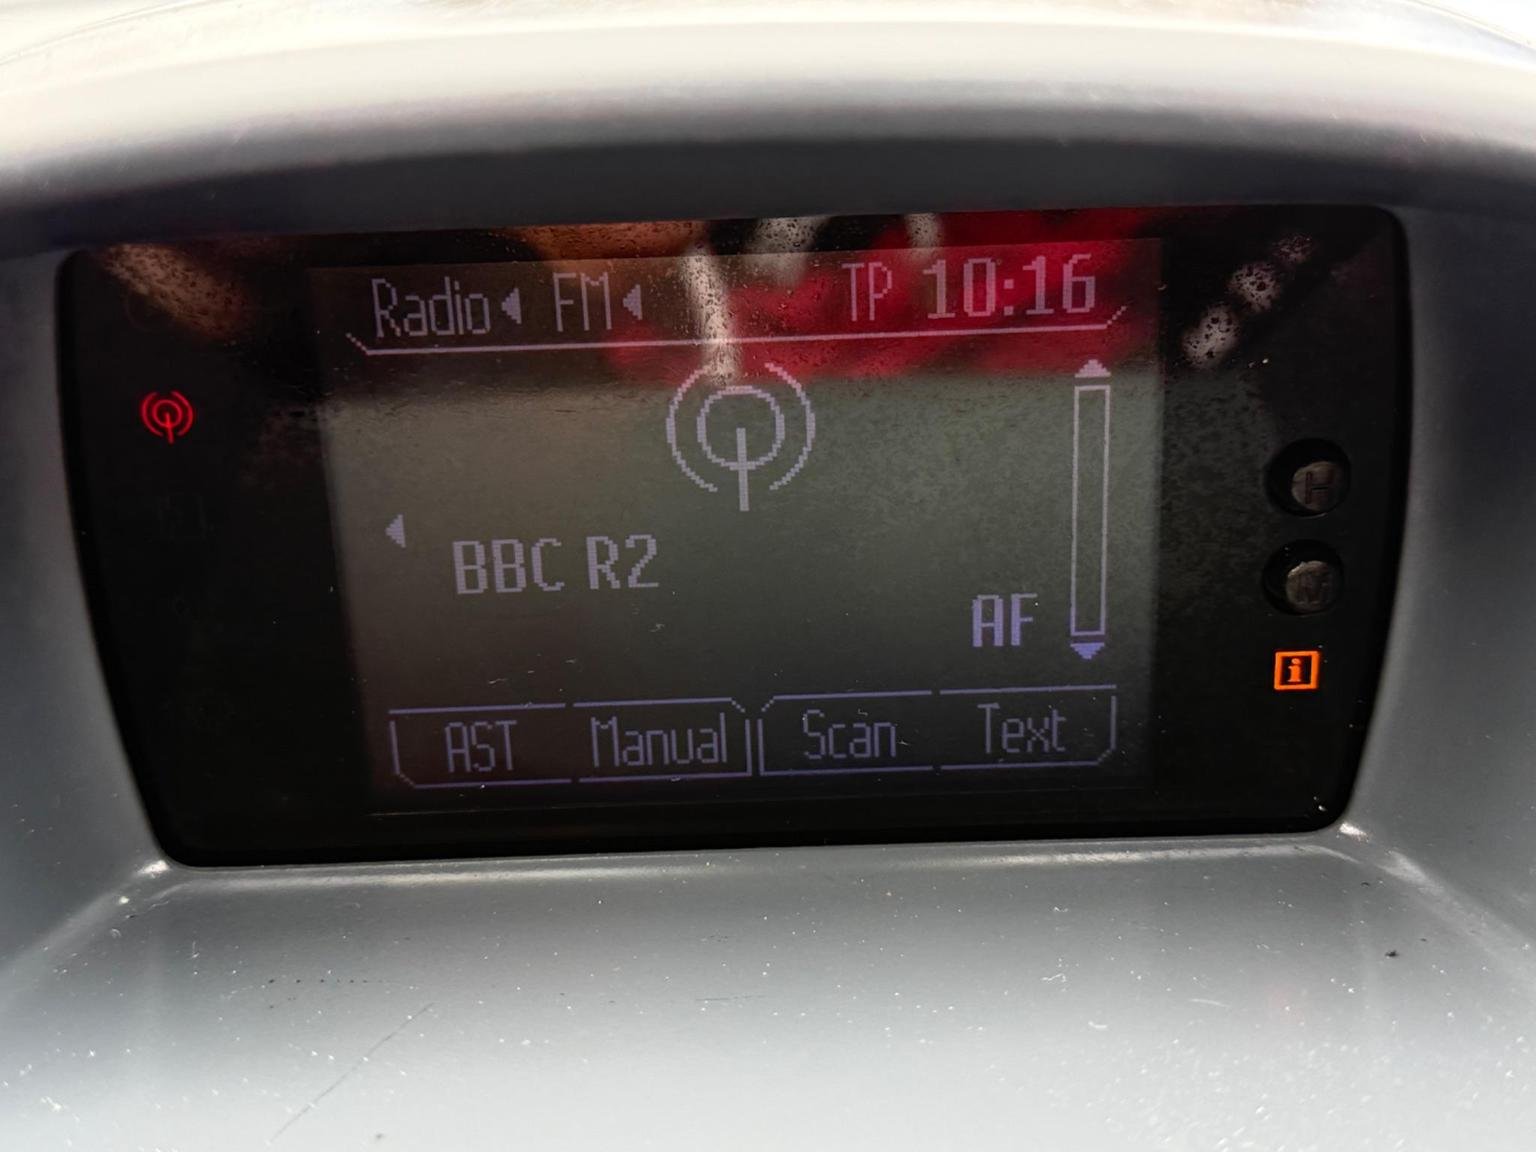 Radio FM TP 10:16
BBC R2
AF
AST Manual Scan Text
H
M
i